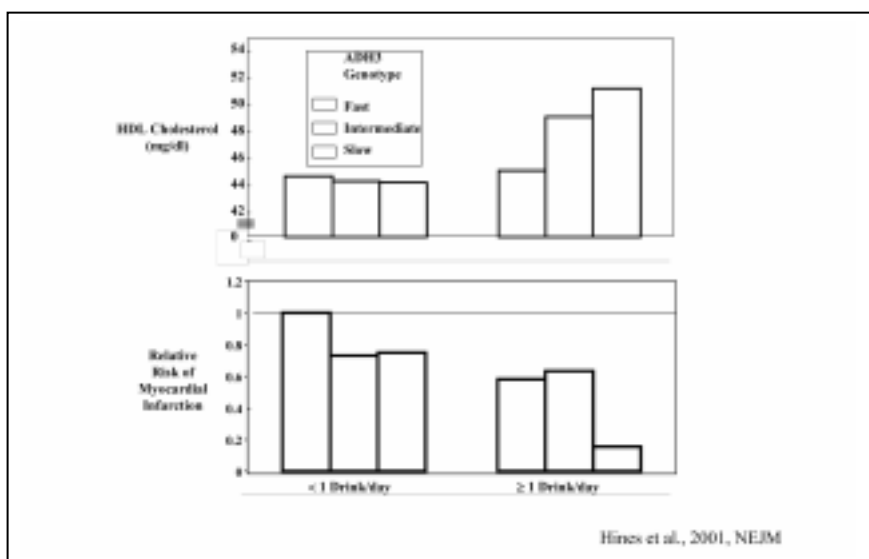 54
52
50
48
46
44
42
0
HDL Cholesterol
(mg/dl)
ADH3
Genotype
Fast
Intermediate
Slow
1.2
1
0.8
0.6
0.4
0.2
0
Relative
Risk of
Myocardial
Infarction
< 1 Drink/day
≥ 1 Drink/day
Hines et al., 2001, NEJM